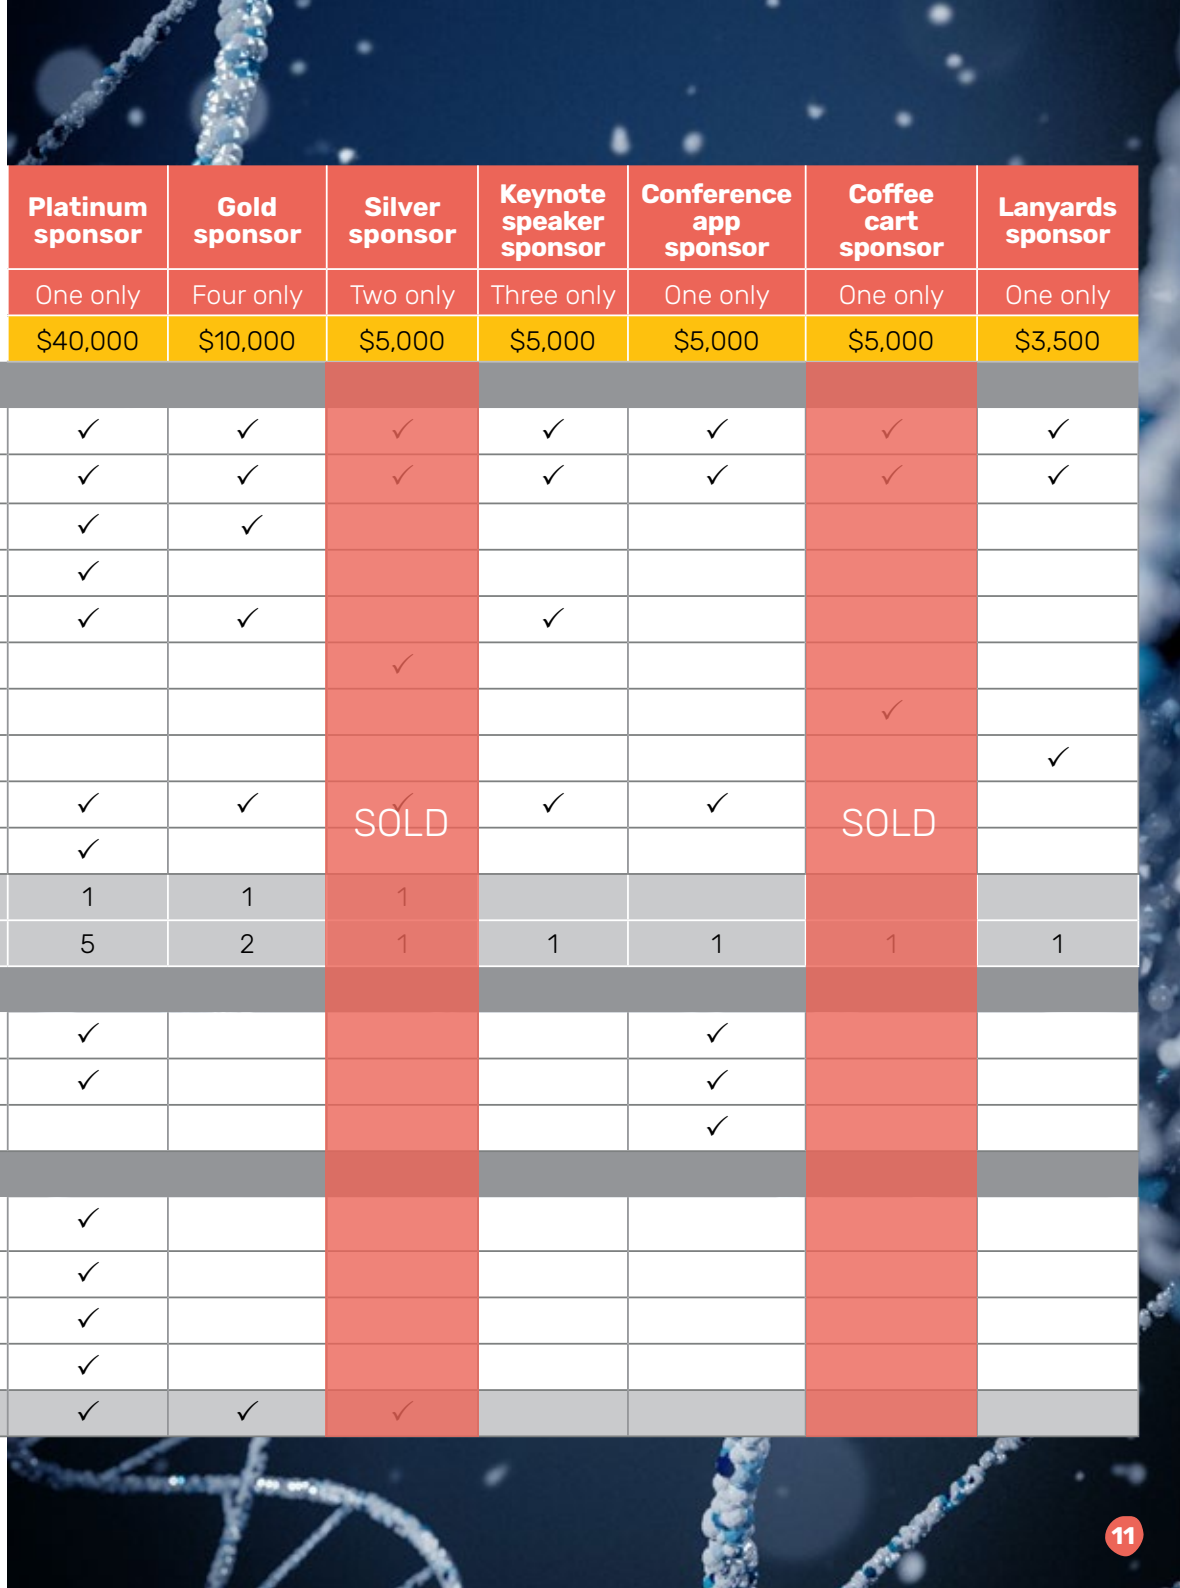 Platinum sponsor Gold sponsor Silver sponsor Keynote speaker sponsor Conference app sponsor Coffee cart sponsor Lanyards sponsor
One only Four only Two only Three only One only One only One only
$40,000 $10,000 $5,000 $5,000 $5,000 $5,000 $3,500
✓ ✓ ✓ ✓ ✓ ✓ ✓
✓ ✓ ✓ ✓ ✓ ✓ ✓
✓ ✓
✓
✓ ✓ ✓
✓
✓
✓
✓ ✓ ✓ ✓ ✓
SOLD SOLD
✓
1 1 1
5 2 1 1 1 1 1
✓ ✓
✓ ✓
✓
✓
✓
✓
✓
✓ ✓ ✓
11